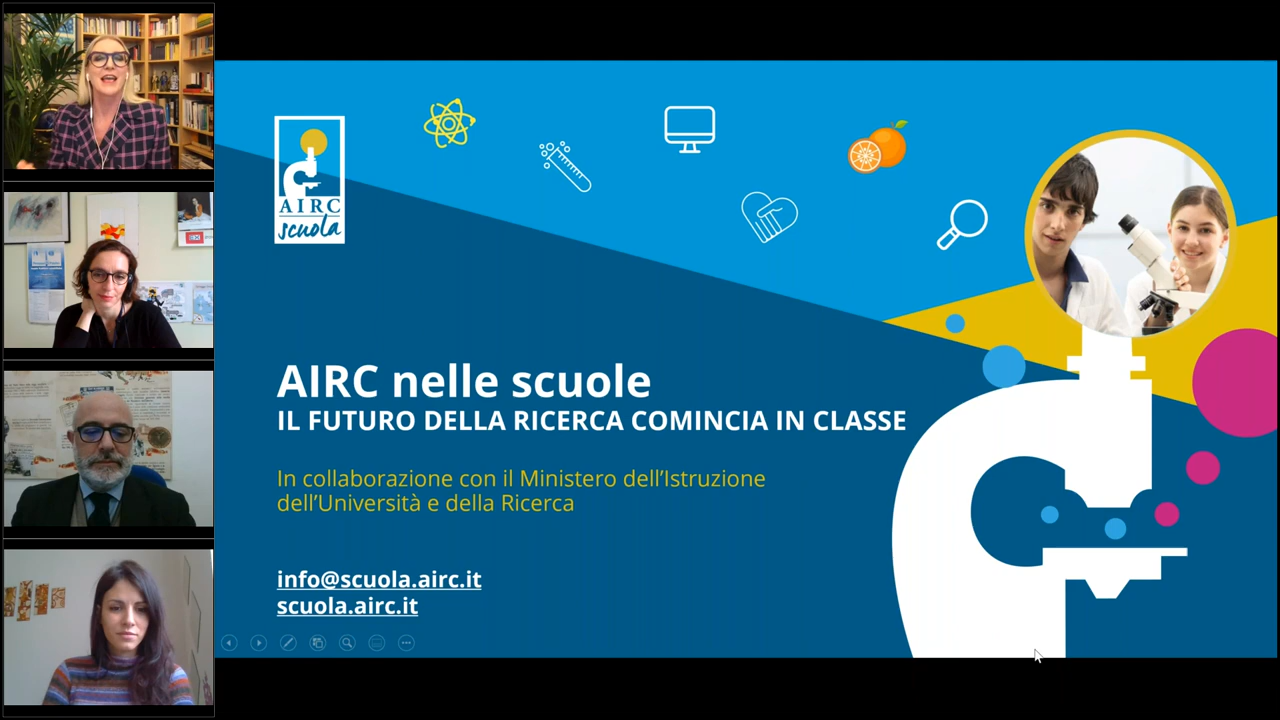 AIRC
scuola
AIRC nelle scuole
IL FUTURO DELLA RICERCA COMINCIA IN CLASSE
In collaborazione con il Ministero dell'Istruzione
dell'Università e della Ricerca
info@scuola.airc.it
scuola.airc.it